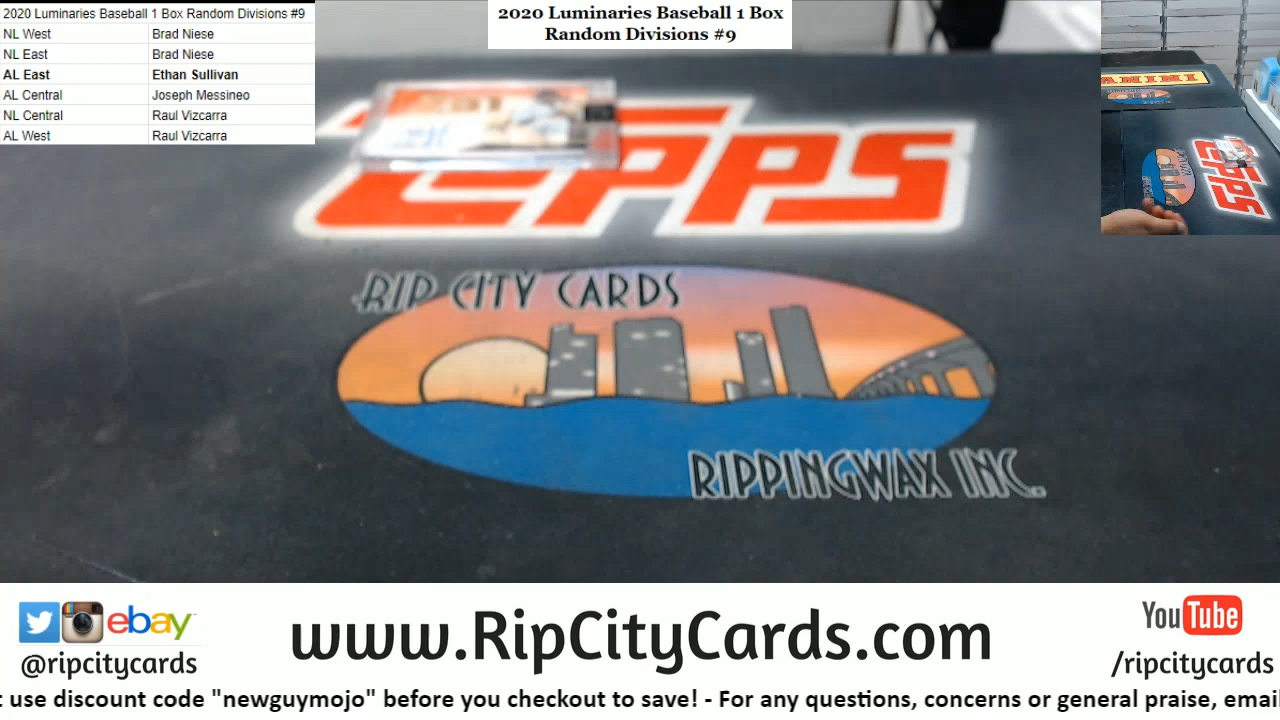 2020 Luminaries Baseball 1 Box Random Divisions #9
NL West Brad Niese
NL East Brad Niese
AL East Ethan Sullivan
AL Central Joseph Messineo
NL Central Raul Vizcarra
AL West Raul Vizcarra
2020 Luminaries Baseball 1 Box
Random Divisions #9
PANINI
RIP CITY CARDS
RIPPINGWAX INC.
ebay
@ripcitycards
www.RipCityCards.com
YouTube
/ripcitycards
use discount code "newguymojo" before you checkout to save! - For any questions, concerns or general praise, email